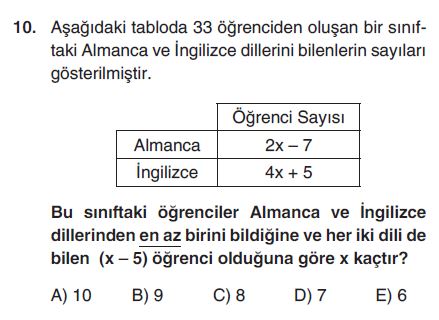 10. Aşağıdaki tabloda 33 öğrenciden oluşan bir sınıf-
taki Almanca ve İngilizce dillerini bilenlerin sayıları
gösterilmiştir.
Öğrenci Sayısı
Almanca 2x – 7
İngilizce 4x + 5
Bu sınıftaki öğrenciler Almanca ve İngilizce
dillerinden en az birini bildiğine ve her iki dili de
bilen (x – 5) öğrenci olduğuna göre x kaçtır?
A) 10 B) 9 C) 8 D) 7 E) 6